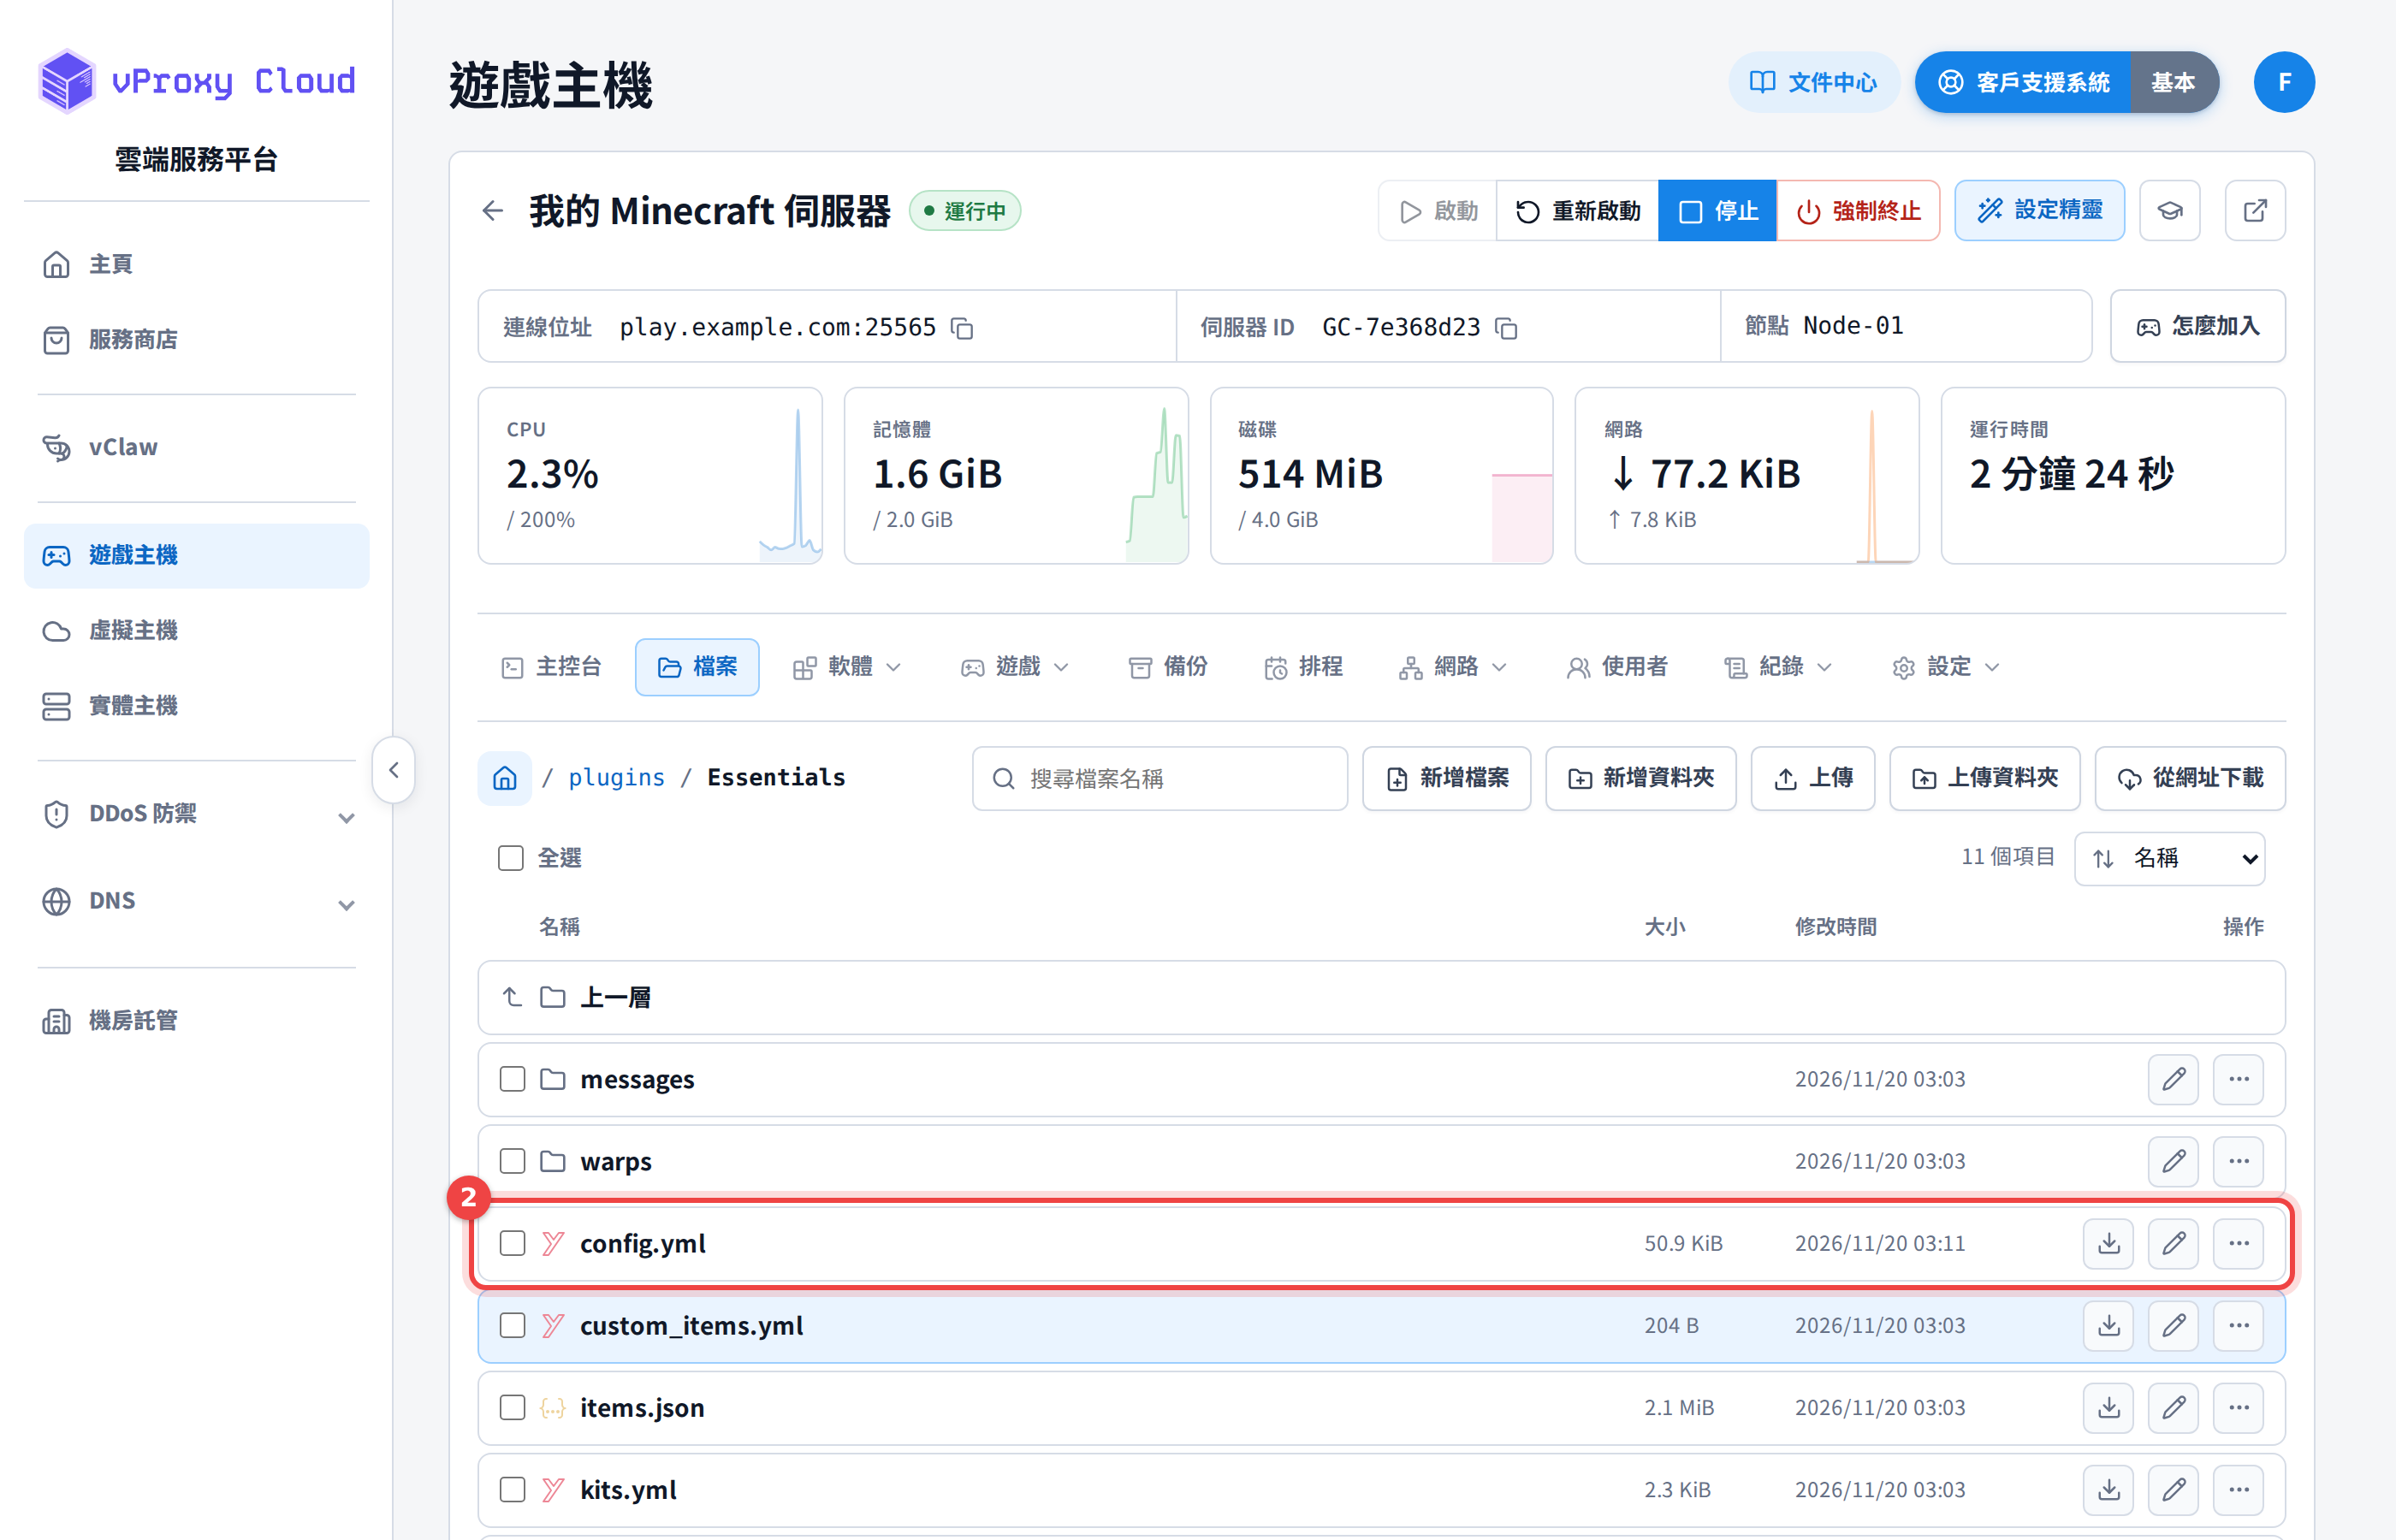 vProxy Cloud
雲端服務平台
主頁
服務商店
vClaw
遊戲主機
虛擬主機
實體主機
DDoS 防禦
DNS
機房託管
遊戲主機
文件中心
客戶支援系統
基本
F
我的 Minecraft 伺服器
運行中
啟動
重新啟動
停止
強制終止
設定精靈
連線位址 play.example.com:25565
伺服器 ID GC-7e368d23
節點 Node-01
怎麼加入
CPU
2.3%
/ 200%
記憶體
1.6 GiB
/ 2.0 GiB
磁碟
514 MiB
/ 4.0 GiB
網路
↓ 77.2 KiB
↑ 7.8 KiB
運行時間
2 分鐘 24 秒
主控台
檔案
軟體
遊戲
備份
排程
網路
使用者
紀錄
設定
/ plugins / Essentials
搜尋檔案名稱
新增檔案
新增資料夾
上傳
上傳資料夾
從網址下載
全選
11 個項目
名稱
名稱 大小 修改時間 操作
上一層
messages 2026/11/20 03:03
warps 2026/11/20 03:03
2
config.yml 50.9 KiB 2026/11/20 03:11
custom_items.yml 204 B 2026/11/20 03:03
items.json 2.1 MiB 2026/11/20 03:03
kits.yml 2.3 KiB 2026/11/20 03:03